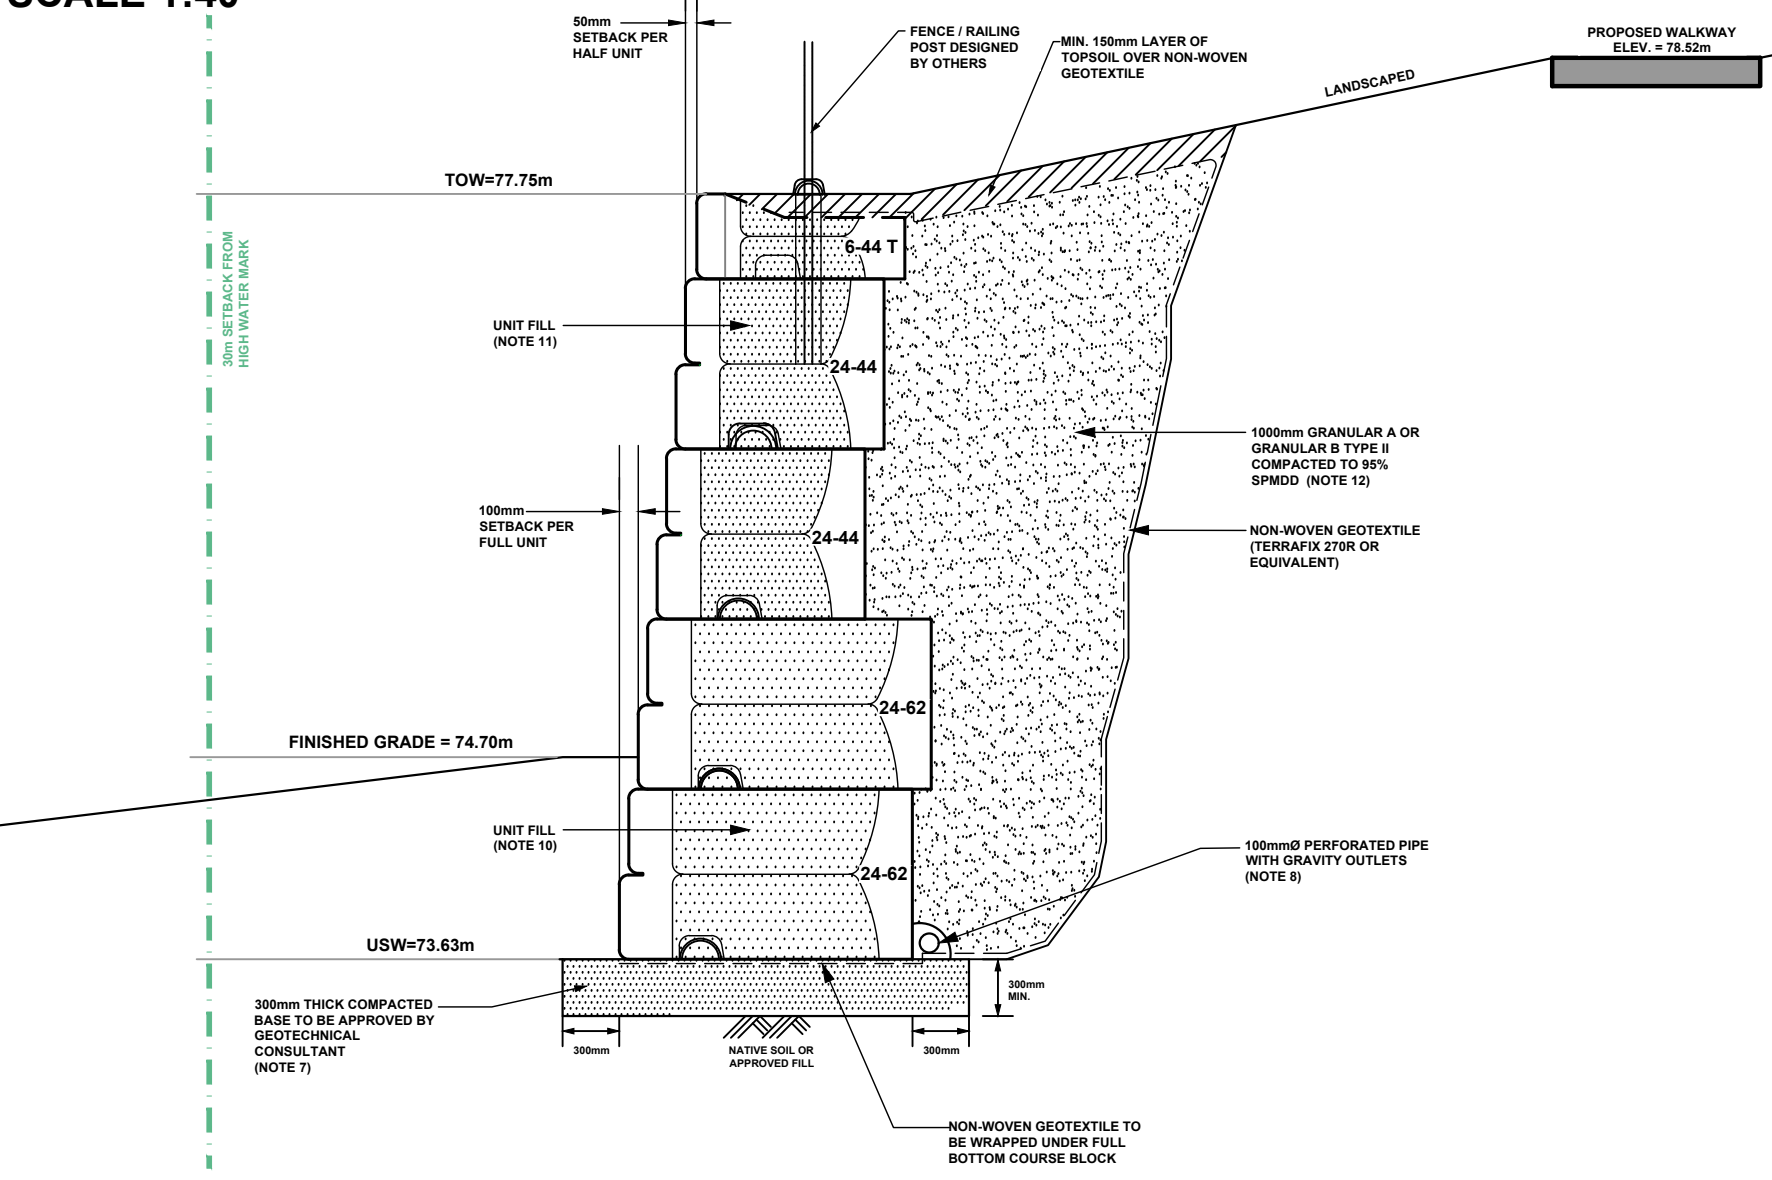 SCALE 1:40
50mm
SETBACK PER
HALF UNIT
FENCE / RAILING
POST DESIGNED
BY OTHERS
MIN. 150mm LAYER OF
TOPSOIL OVER NON-WOVEN
GEOTEXTILE
LANDSCAPED
PROPOSED WALKWAY
ELEV. = 78.52m
TOW=77.75m
30m SETBACK FROM
HIGH WATER MARK
6-44 T
UNIT FILL
(NOTE 11)
24-44
1000mm GRANULAR A OR
GRANULAR B TYPE II
COMPACTED TO 95%
SPMDD (NOTE 12)
100mm
SETBACK PER
FULL UNIT
24-44
NON-WOVEN GEOTEXTILE
(TERRAFIX 270R OR
EQUIVALENT)
24-62
FINISHED GRADE = 74.70m
UNIT FILL
(NOTE 10)
24-62
100mmØ PERFORATED PIPE
WITH GRAVITY OUTLETS
(NOTE 8)
USW=73.63m
300mm
MIN.
300mm THICK COMPACTED
BASE TO BE APPROVED BY
GEOTECHNICAL
CONSULTANT
(NOTE 7)
300mm
NATIVE SOIL OR
APPROVED FILL
300mm
NON-WOVEN GEOTEXTILE TO
BE WRAPPED UNDER FULL
BOTTOM COURSE BLOCK